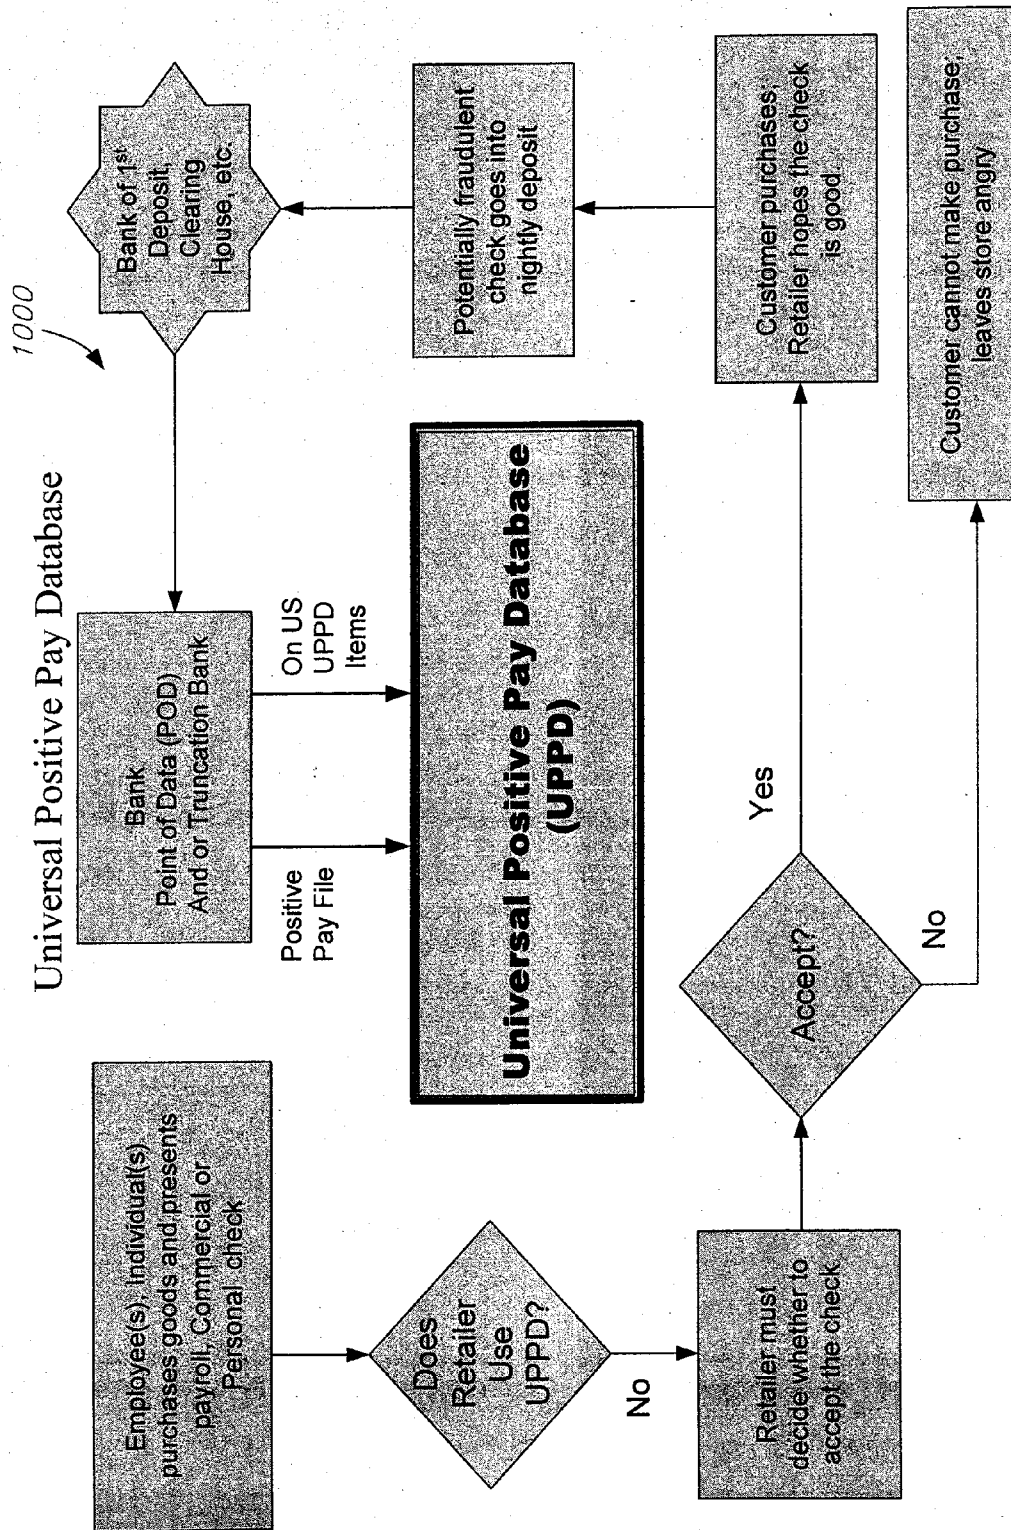 Universal Positive Pay Database
1000
Employee(s), Individual(s)
purchases goods and presents
payroll, Commercial or
Personal check
Bank
Point of Data (POD)
And or Truncation Bank
Bank of 1st
Deposit,
Clearing
House, etc.
Positive
Pay File
On US
UPPD
Items
Does
Retailer
Use
UPPD?
No
Universal Positive Pay Database
(UPPD)
Potentially fraudulent
check goes into
nightly deposit
Retailer must
decide whether to
accept the check
Accept?
Yes
No
Customer purchases;
Retailer hopes the check
is good
Customer cannot make purchase,
leaves store angry